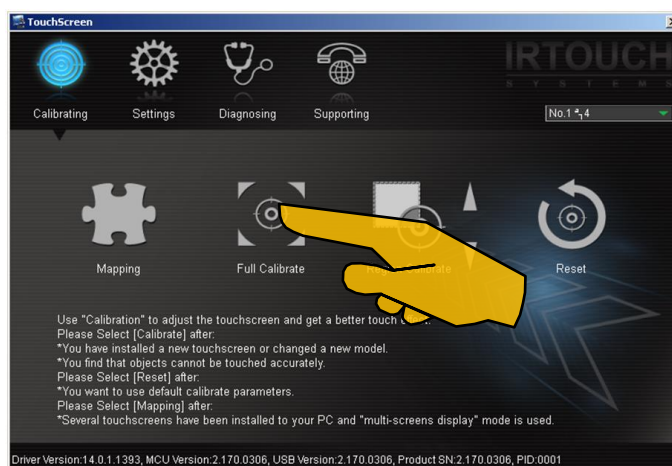 TouchScreen
IRTOUCH
SYSTEMS
Calibrating Settings Diagnosing Supporting
No.1
Mapping Full Calibrate Calibrate Reset
Use "Calibration" to adjust the touchscreen and get a better touch
Please Select [Calibrate] after:
*You have installed a new touchscreen or changed a new model.
*You find that objects cannot be touched accurately.
Please Select [Reset] after:
*You want to use default calibrate parameters.
Please Select [Mapping] after:
*Several touchscreens have been installed to your PC and "multi-screens display" mode is used.
Driver Version:14.0.1.1393, MCU Version:2.170.0306, USB Version:2.170.0306, Product SN:2.170.0306, PID:0001